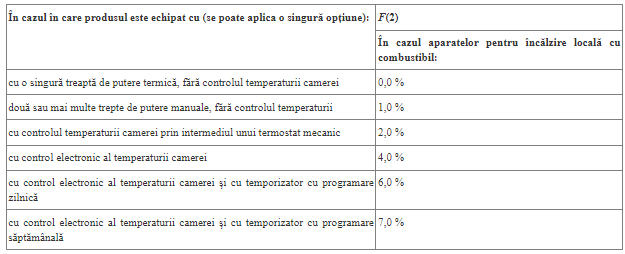 În cazul în care produsul este echipat cu (se poate aplica o singură opțiune): F(2)
În cazul aparatelor pentru încălzire locală cu
combustibil:
cu o singură treaptă de putere termică, fără controlul temperaturii camerei 0,0 %
două sau mai multe trepte de putere manuale, fără controlul temperaturii 1,0 %
cu controlul temperaturii camerei prin intermediul unui termostat mecanic 2,0 %
cu control electronic al temperaturii camerei 4,0 %
cu control electronic al temperaturii camerei şi cu temporizator cu programare 6,0 %
zilnică
cu control electronic al temperaturii camerei şi cu temporizator cu programare 7,0 %
săptămânală